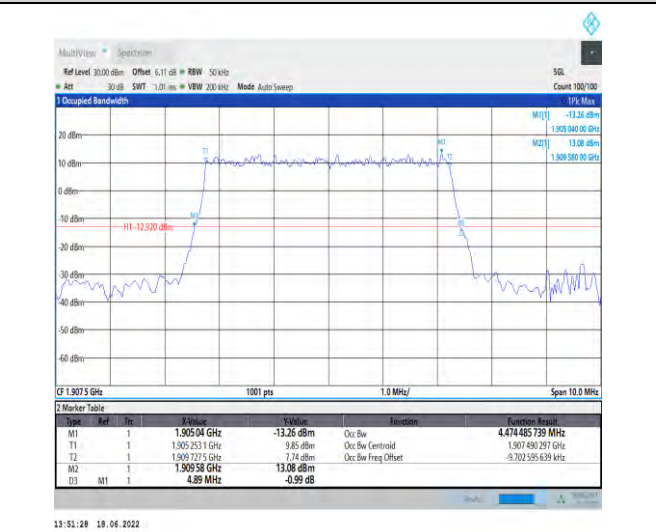 MultiView Spectrum
Ref Level 30.00 dBm Offset 6.11 dB RBW 50 kHz SGL
Att 30 dB SWT 1.01 ms VBW 200 kHz Mode Auto Sweep Count 100/100
1 Occupied Bandwidth 1Pk Max
M1[1] -13.26 dBm
1.905 040 00 GHz
M2[1] 13.08 dBm
1.909 580 00 GHz
20 dBm
M2
T1
T2
10 dBm
0 dBm
-10 dBm
M1
H1 -12.920 dBm
-20 dBm
-30 dBm
-40 dBm
-50 dBm
-60 dBm
CF 1.907 5 GHz 1001 pts 1.0 MHz/ Span 10.0 MHz
2 Marker Table
Type Ref Trc X-Value Y-Value Function Function Result
M1 1 1.905 04 GHz -13.26 dBm Occ Bw 4.474 485 739 MHz
T1 1 1.905 253 1 GHz 9.85 dBm Occ Bw Centroid 1.907 490 297 GHz
T2 1 1.909 727 5 GHz 7.74 dBm Occ Bw Freq Offset -9.702 595 639 kHz
M2 1 1.909 58 GHz 13.08 dBm
D3 M1 1 4.89 MHz -0.99 dB
13:51:28 18.06.2022